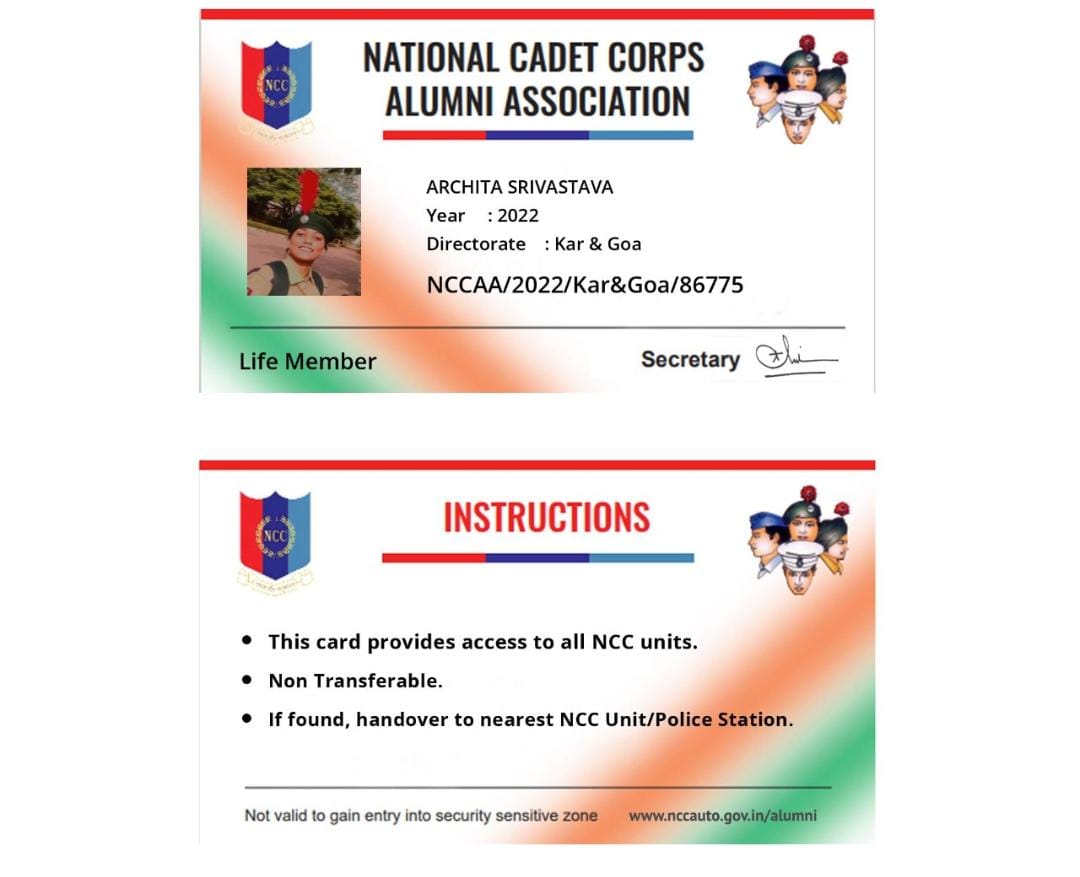 NCC
NATIONAL CADET CORPS
ALUMNI ASSOCIATION
ARCHITA SRIVASTAVA
Year : 2022
Directorate : Kar & Goa
NCCAA/2022/Kar&Goa/86775
Life Member
Secretary
NCC
INSTRUCTIONS
• This card provides access to all NCC units.
• Non Transferable.
• If found, handover to nearest NCC Unit/Police Station.
Not valid to gain entry into security sensitive zone
www.nccauto.gov.in/alumni